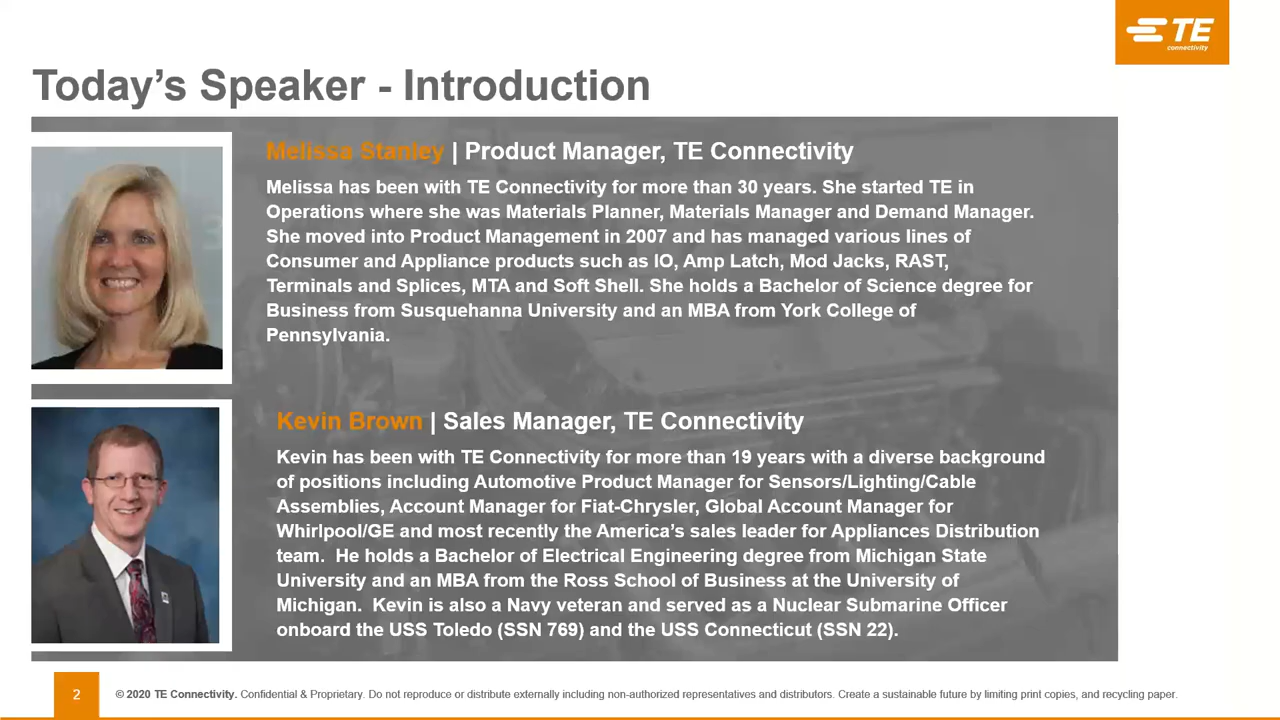 TE
connectivity
Today’s Speaker - Introduction
Melissa Stanley | Product Manager, TE Connectivity
Melissa has been with TE Connectivity for more than 30 years. She started TE in
Operations where she was Materials Planner, Materials Manager and Demand Manager.
She moved into Product Management in 2007 and has managed various lines of
Consumer and Appliance products such as IO, Amp Latch, Mod Jacks, RAST,
Terminals and Splices, MTA and Soft Shell. She holds a Bachelor of Science degree for
Business from Susquehanna University and an MBA from York College of
Pennsylvania.
Kevin Brown | Sales Manager, TE Connectivity
Kevin has been with TE Connectivity for more than 19 years with a diverse background
of positions including Automotive Product Manager for Sensors/Lighting/Cable
Assemblies, Account Manager for Fiat-Chrysler, Global Account Manager for
Whirlpool/GE and most recently the America’s sales leader for Appliances Distribution
team.  He holds a Bachelor of Electrical Engineering degree from Michigan State
University and an MBA from the Ross School of Business at the University of
Michigan.  Kevin is also a Navy veteran and served as a Nuclear Submarine Officer
onboard the USS Toledo (SSN 769) and the USS Connecticut (SSN 22).
2
© 2020 TE Connectivity. Confidential & Proprietary. Do not reproduce or distribute externally including non-authorized representatives and distributors. Create a sustainable future by limiting print copies, and recycling paper.